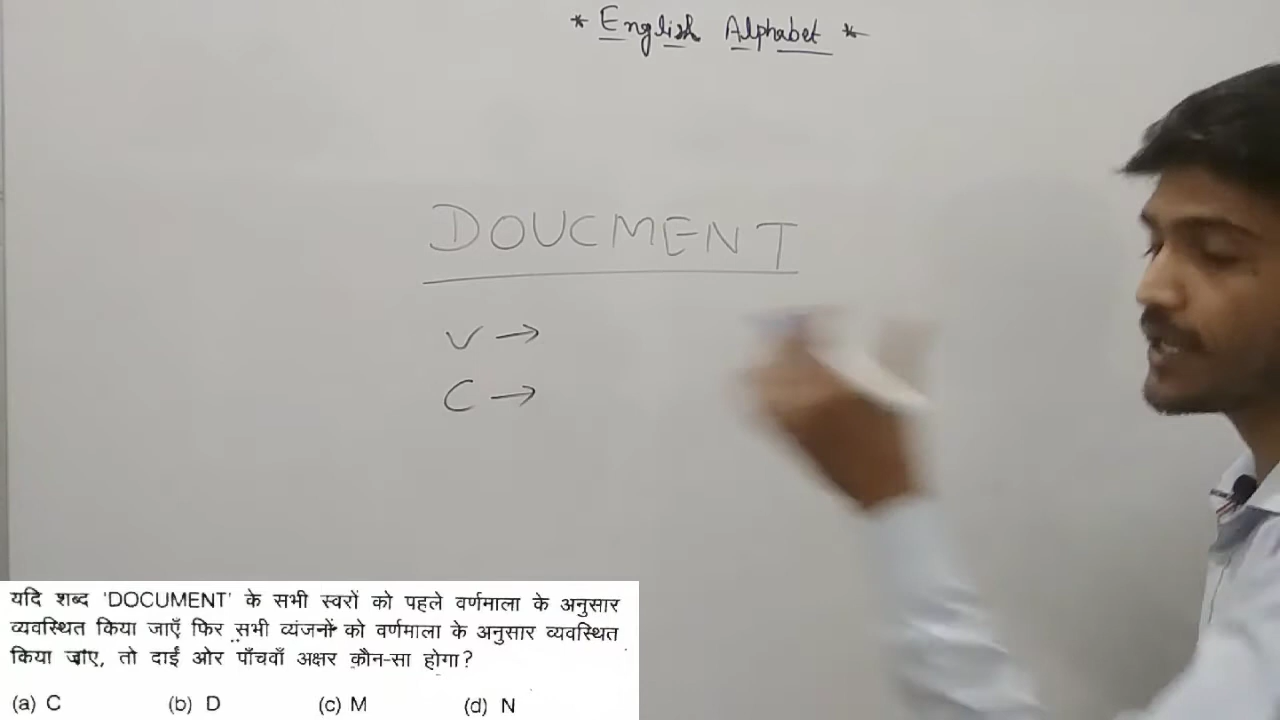 * English Alphabet *
DOUCMENT
V →
C →
यदि शब्द 'DOCUMENT' के सभी स्वरों को पहले वर्णमाला के अनुसार
व्यवस्थित किया जाएँ फिर सभी व्यंजनों को वर्णमाला के अनुसार व्यवस्थित
किया जाए, तो दाईं ओर पाँचवाँ अक्षर कौन-सा होगा?
(a) C (b) D (c) M (d) N